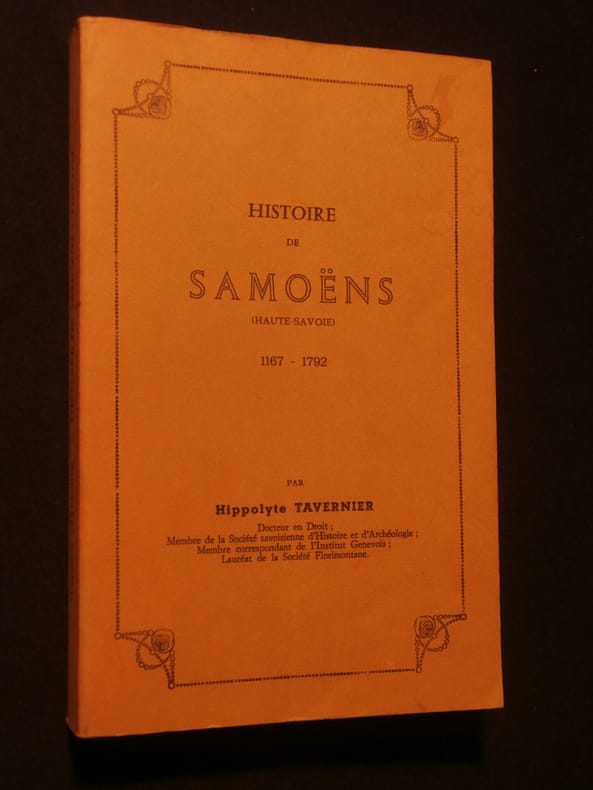 HISTOIRE
DE
SAMOËNS
(HAUTE-SAVOIE)
1167 - 1792
PAR
Hippolyte TAVERNIER
Docteur en Droit ;
Membre de la Société savoisienne d'Histoire et d'Archéologie ;
Membre correspondant de l'Institut Genevois ;
Lauréat de la Société Florimontane.